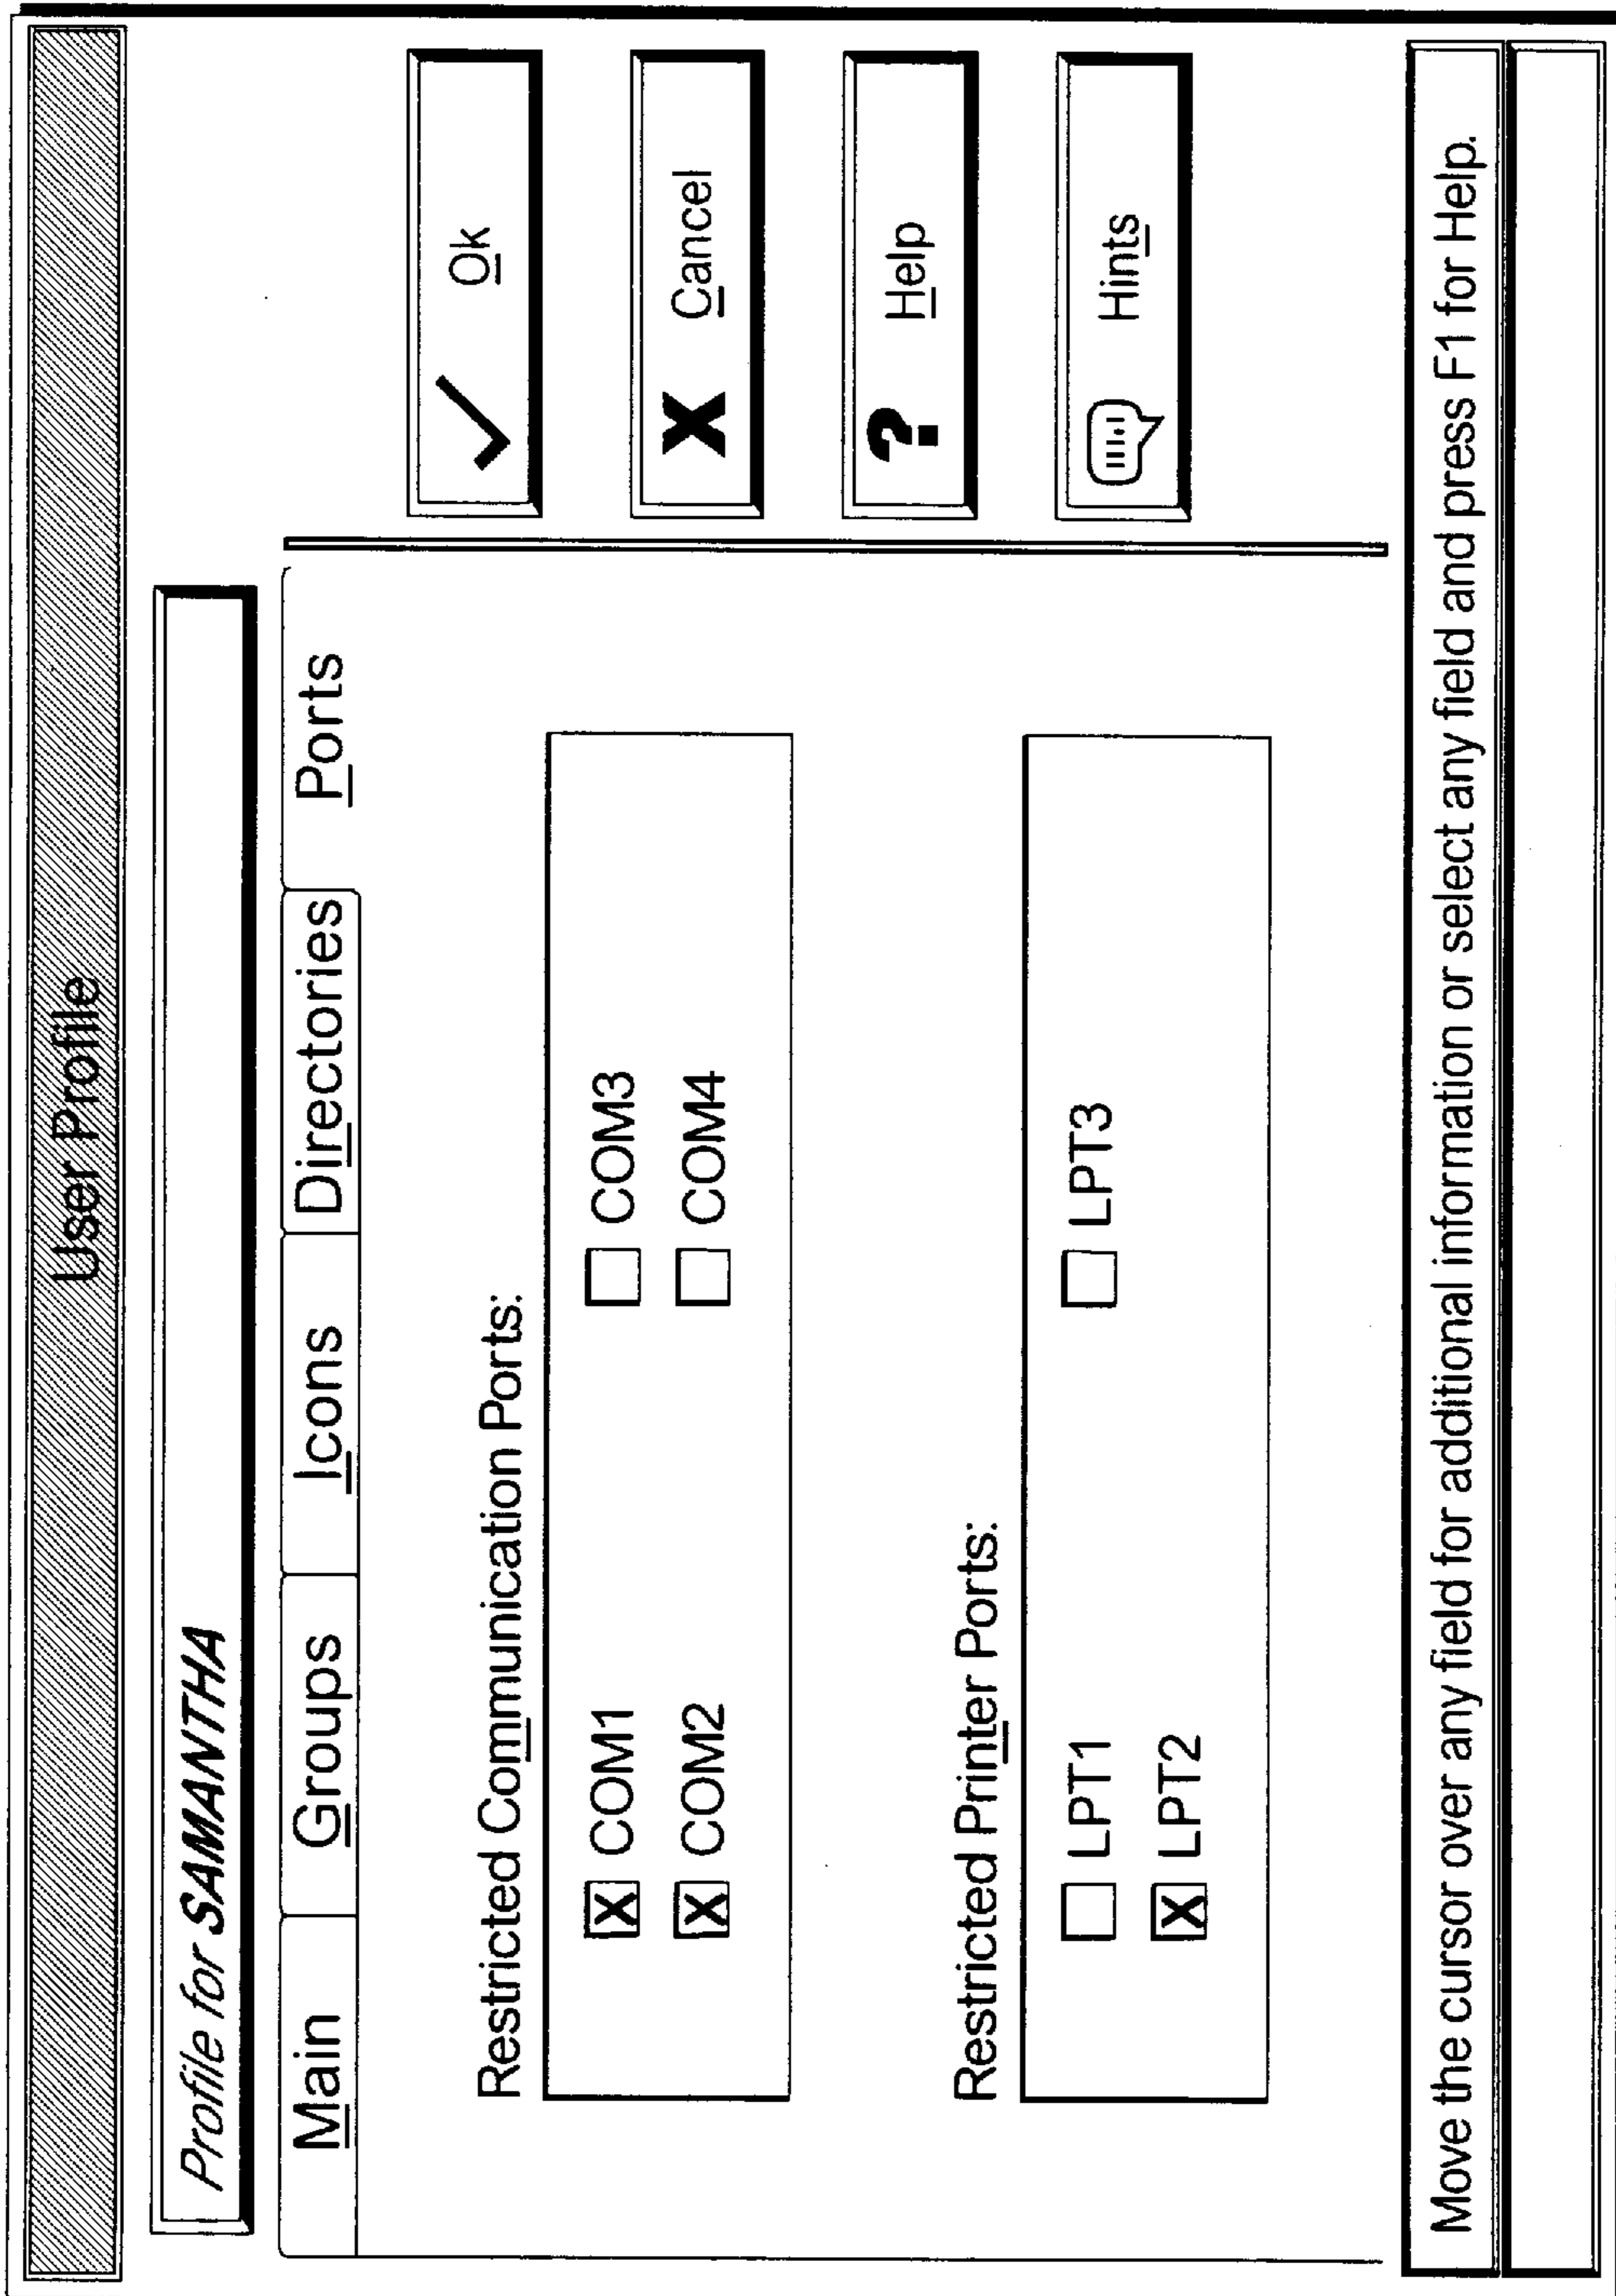 User Profile
Profile for SAMANTHA
Main Groups Icons Directories Ports
Restricted Communication Ports:
X COM1 COM3
X COM2 COM4
Restricted Printer Ports:
LPT1 LPT3
X LPT2
Ok
X Cancel
? Help
Hints
Move the cursor over any field for additional information or select any field and press F1 for Help.